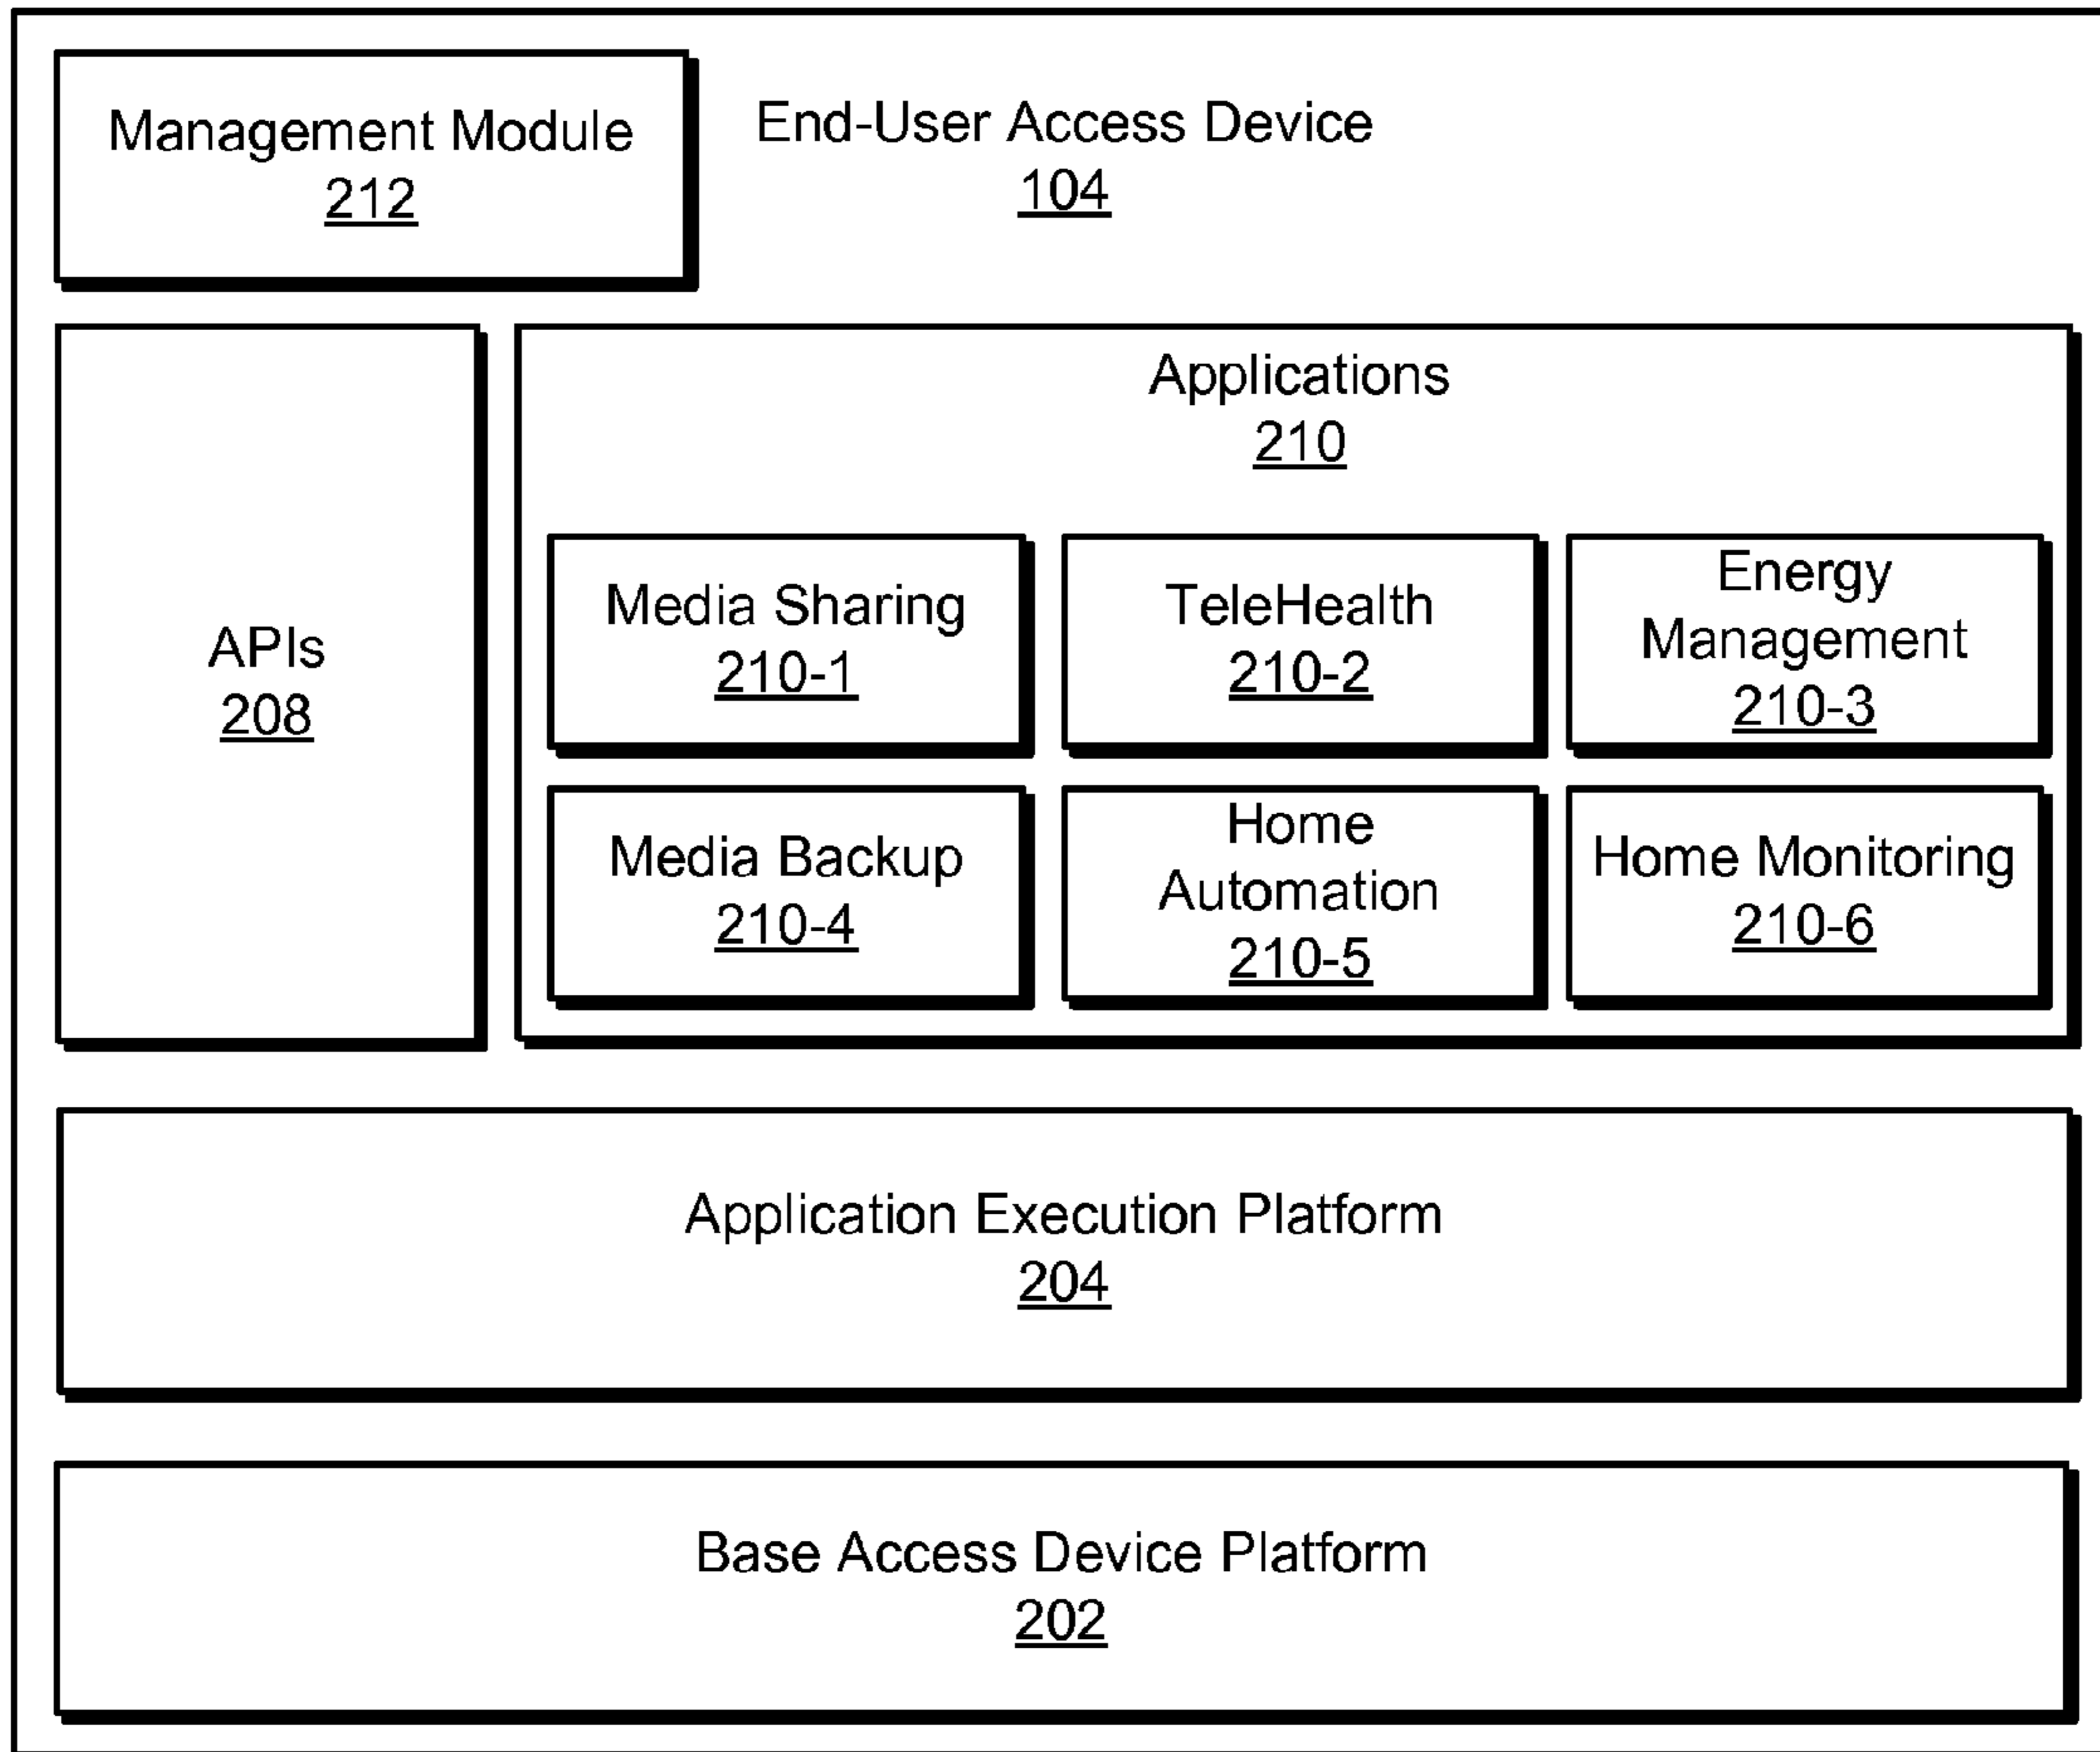 Management Module
212
End-User Access Device
104
APIs
208
Applications
210
Media Sharing
210-1
TeleHealth
210-2
Energy
Management
210-3
Media Backup
210-4
Home
Automation
210-5
Home Monitoring
210-6
Application Execution Platform
204
Base Access Device Platform
202